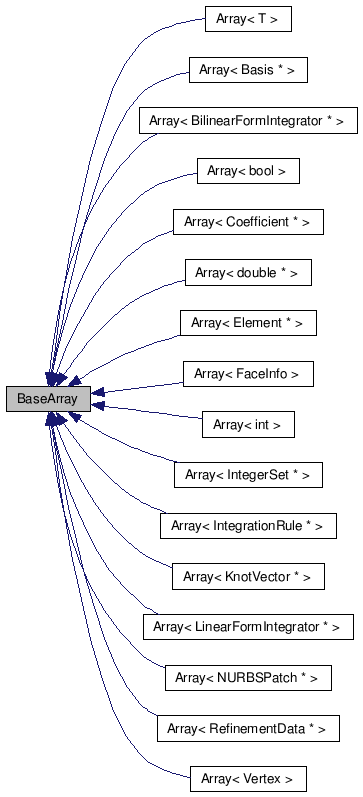 Array< T >
Array< Basis * >
Array< BilinearFormIntegrator * >
Array< bool >
Array< Coefficient * >
Array< double * >
Array< Element * >
Array< FaceInfo >
BaseArray
Array< int >
Array< IntegerSet * >
Array< IntegrationRule * >
Array< KnotVector * >
Array< LinearFormIntegrator * >
Array< NURBSPatch * >
Array< RefinementData * >
Array< Vertex >